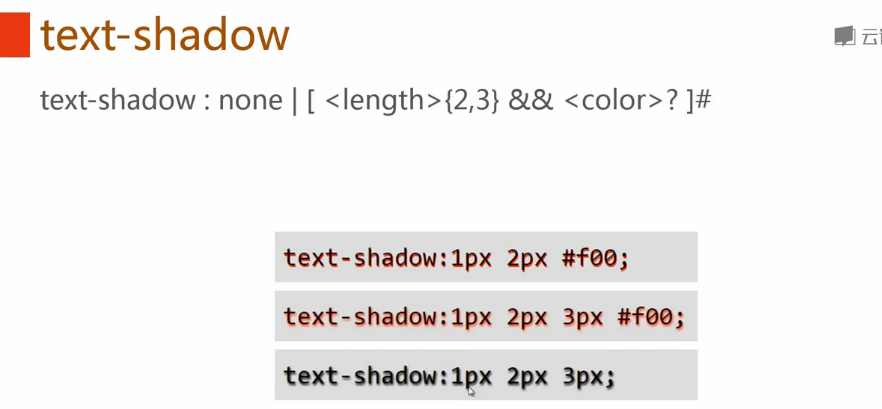 text-shadow
云
text-shadow : none | [ <length>{2,3} && <color>? ]#
text-shadow:1px 2px #f00;
text-shadow:1px 2px 3px #f00;
text-shadow:1px 2px 3px;